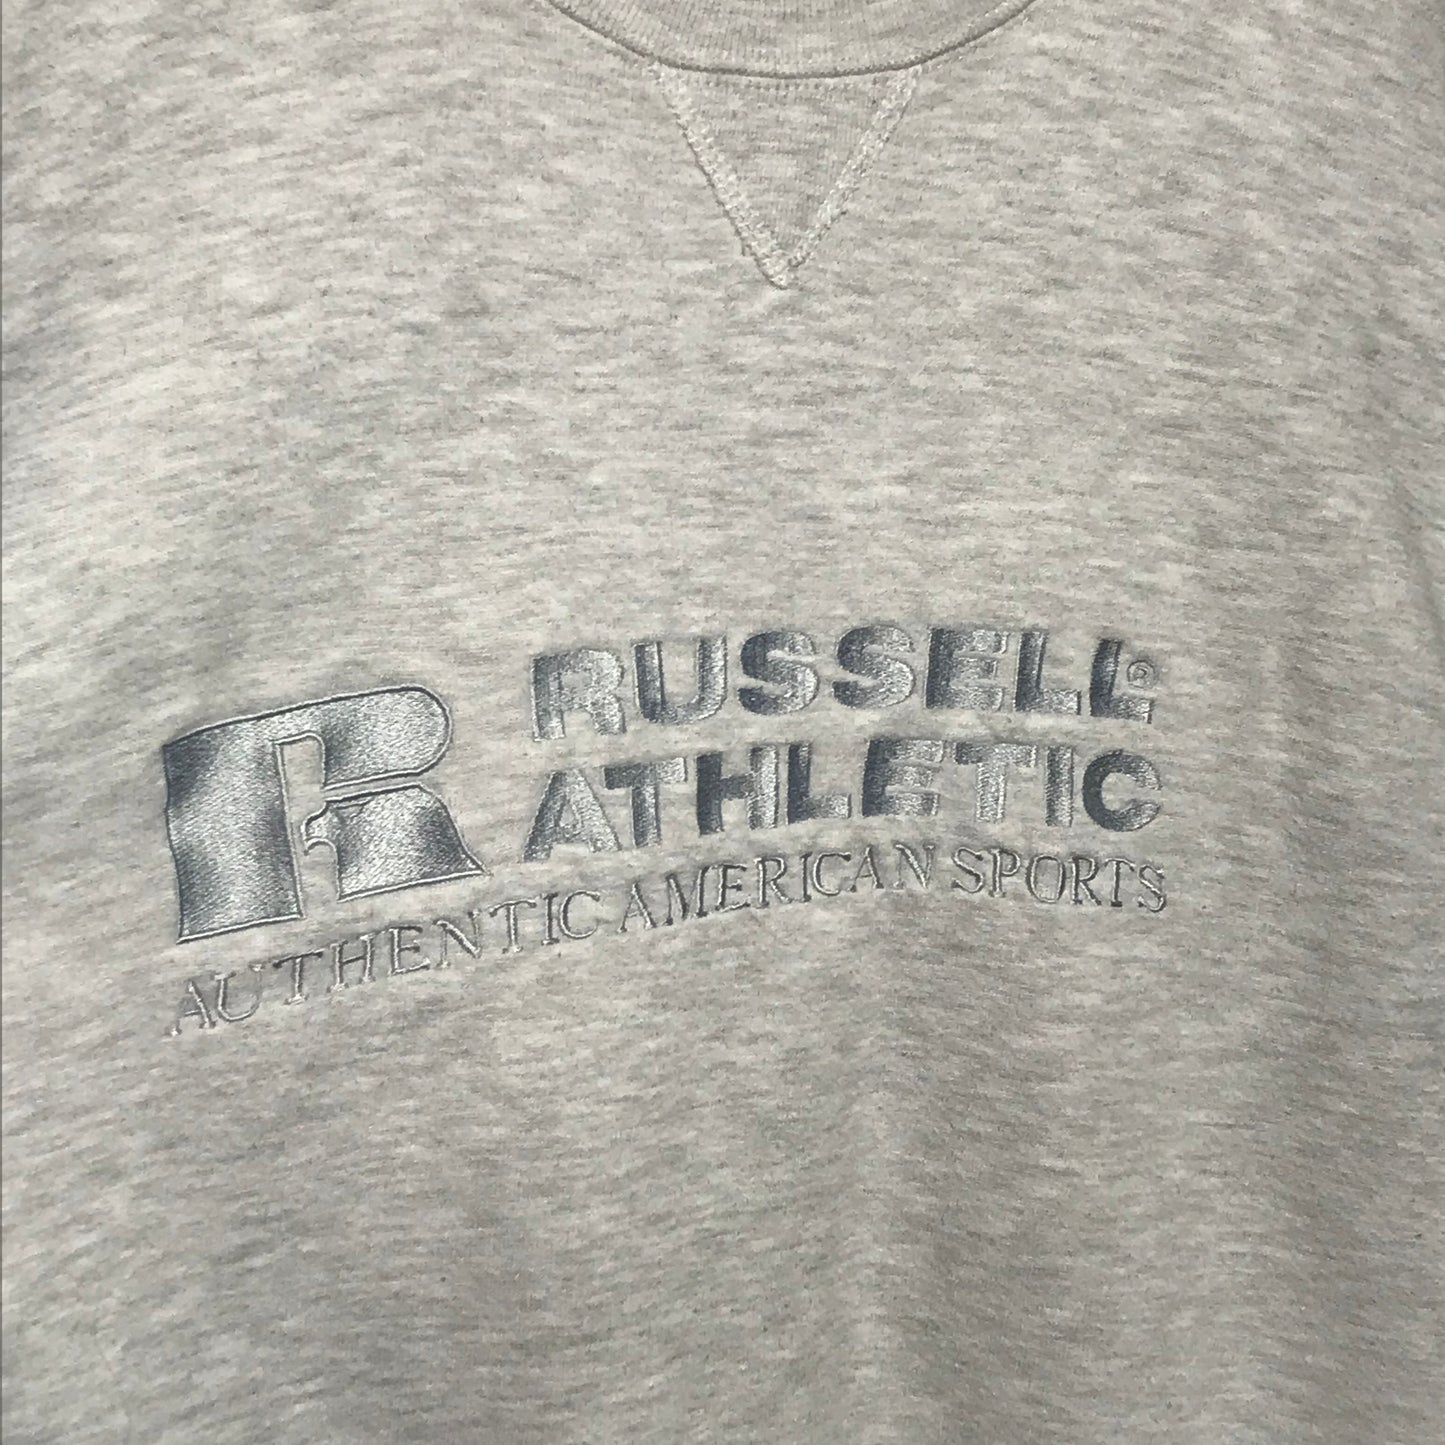 R RUSSELL®
ATHLETIC
AUTHENTIC AMERICAN SPORTS